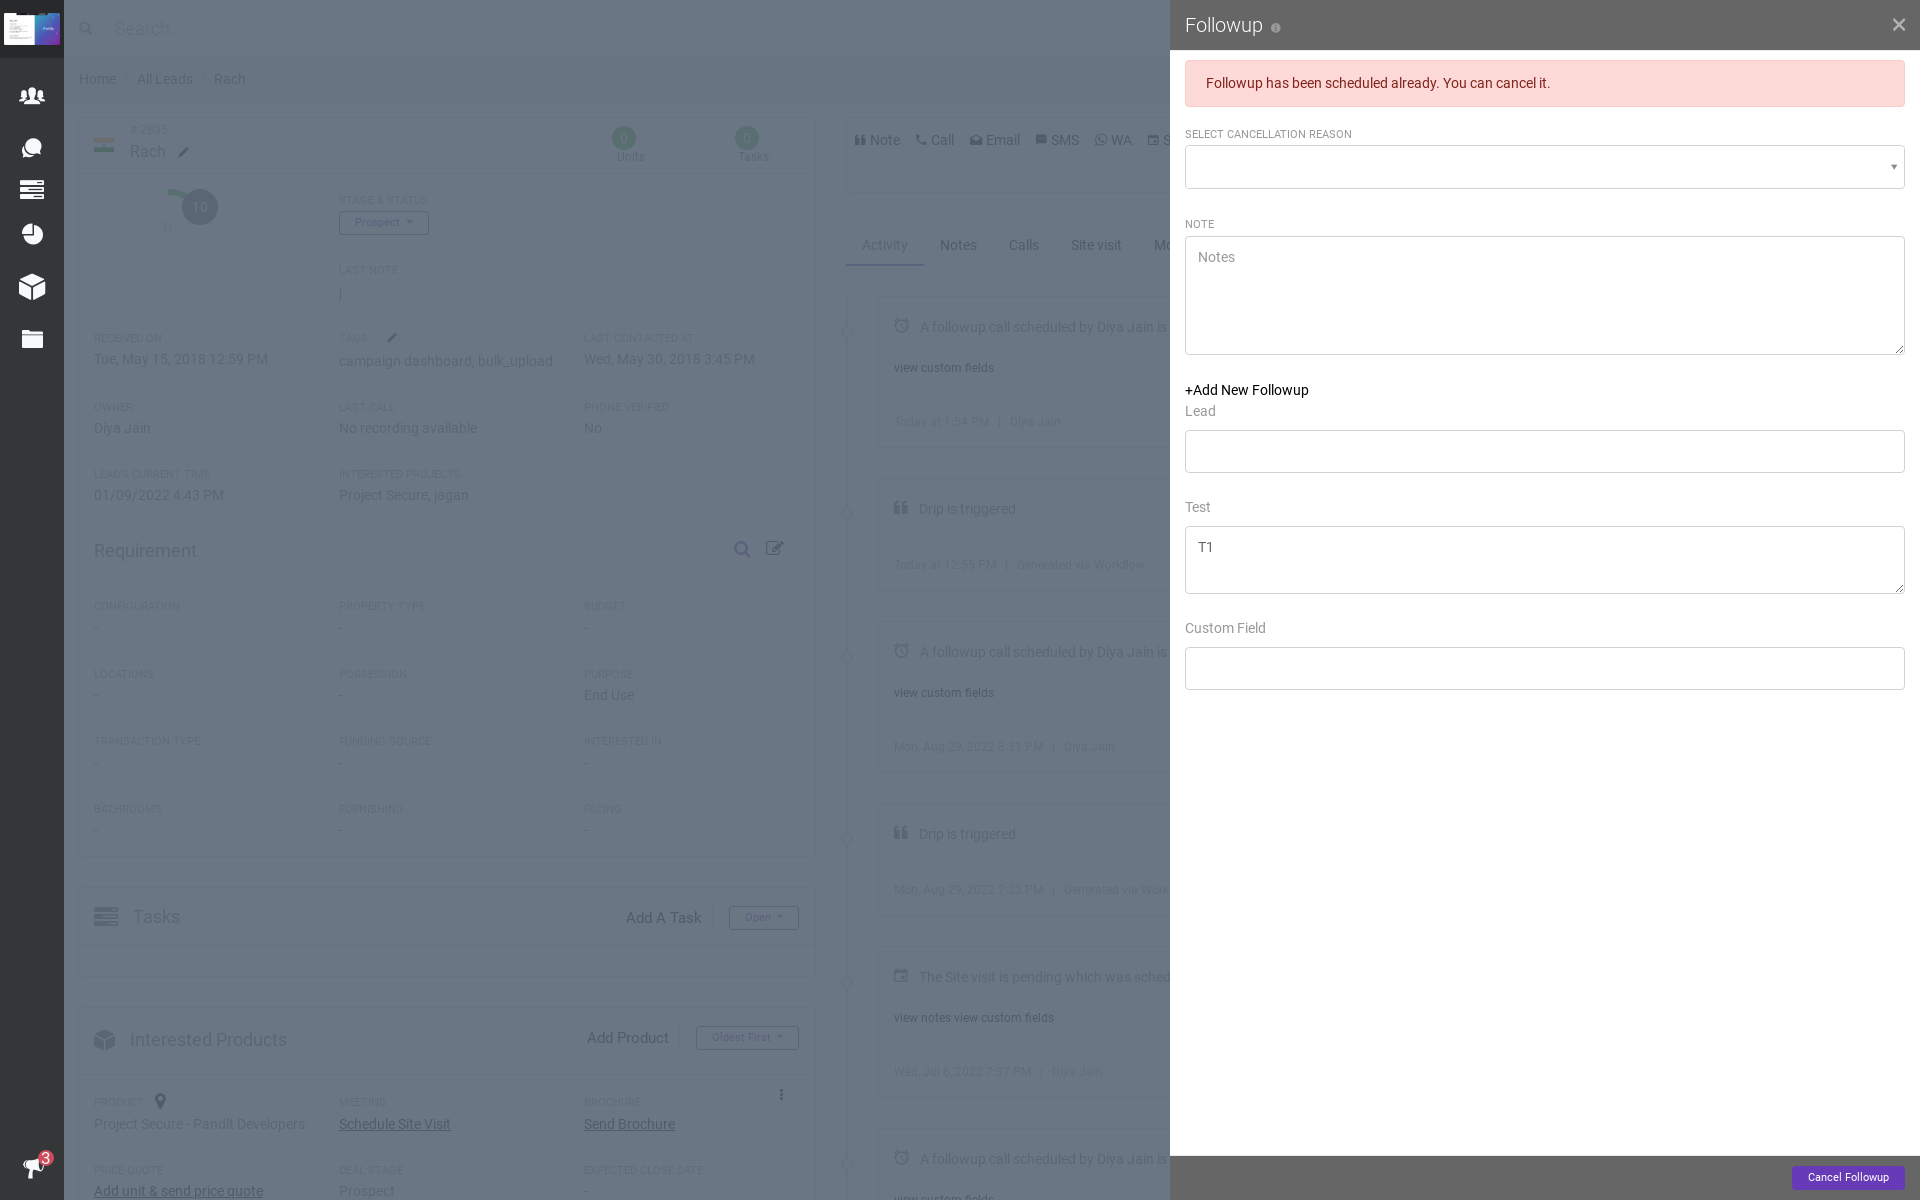 Search..
Home / All Leads / Rach
# 2835
Rach
0
Units
0
Tasks
10
0
STAGE & STATUS
Prospect
LAST NOTE
j
RECEIVED ON
Tue, May 15, 2018 12:59 PM
TAGS
campaign dashboard, bulk_upload
LAST CONTACTED AT
Wed, May 30, 2018 3:45 PM
OWNER
Diya Jain
LAST CALL
No recording available
PHONE VERIFIED
No
LEAD'S CURRENT TIME
01/09/2022 4:43 PM
INTERESTED PROJECTS
Project Secure, jagan
Requirement
CONFIGURATION
-
PROPERTY TYPE
-
BUDGET
-
LOCATIONS
-
POSSESSION
-
PURPOSE
End Use
TRANSACTION TYPE
-
FUNDING SOURCE
-
INTERESTED IN
-
BATHROOMS
-
FURNISHING
-
FACING
-
Tasks
Add A Task
Open
Interested Products
Add Product
Oldest First
PRODUCT
Project Secure - Pandit Developers
MEETING
Schedule Site Visit
BROCHURE
Send Brochure
PRICE QUOTE
Add unit & send price quote
DEAL STAGE
Prospect
EXPECTED CLOSE DATE
-
3
Note Call Email SMS WA S
Activity Notes Calls Site visit Mo
A followup call scheduled by Diya Jain is
view custom fields
Today at 1:54 PM | Diya Jain
Drip is triggered
Today at 12:55 PM | Generated via Workflow
A followup call scheduled by Diya Jain is
view custom fields
Mon, Aug 29, 2022 8:31 PM | Diya Jain
Drip is triggered
Mon, Aug 29, 2022 7:33 PM | Generated via Work
The Site visit is pending which was sched
view notes view custom fields
Wed, Jul 6, 2022 7:37 PM | Diya Jain
A followup call scheduled by Diya Jain is
view custom fields
Followup
Followup has been scheduled already. You can cancel it.
SELECT CANCELLATION REASON
NOTE
Notes
+Add New Followup
Lead
Test
T1
Custom Field
Cancel Followup